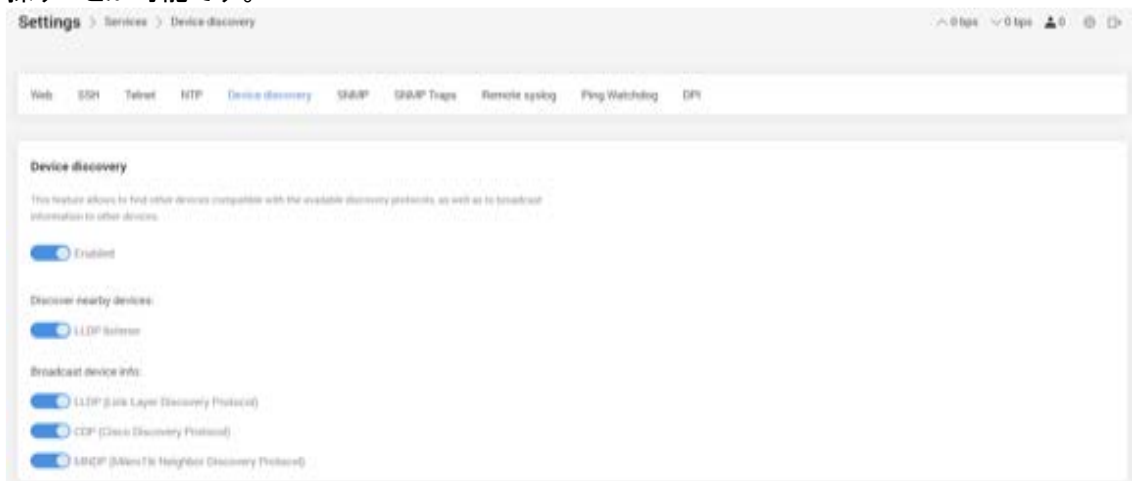 Settings > Services > Device discovery
0 bps 0 bps 0
Web SSH Telnet NTP Device discovery SNMP SNMP Traps Remote syslog Ping Watchdog DPI
Device discovery
This feature allows to find other devices compatible with the available discovery protocols, as well as to broadcast
information to other devices.
Enabled
Discover nearby devices:
LLDP listener
Broadcast device info:
LLDP (Link Layer Discovery Protocol)
CDP (Cisco Discovery Protocol)
MNDP (MikroTik Neighbor Discovery Protocol)